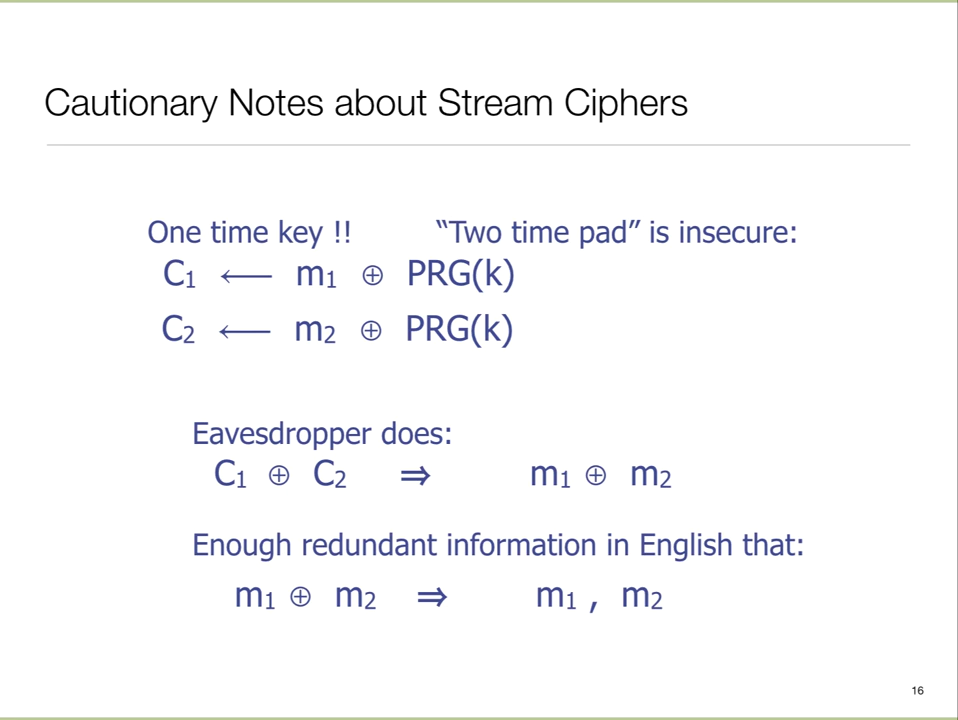 Cautionary Notes about Stream Ciphers
One time key !! “Two time pad” is insecure:
C1 ⟵ m1 ⊕ PRG(k)
C2 ⟵ m2 ⊕ PRG(k)
Eavesdropper does:
C1 ⊕ C2 ⇒ m1 ⊕ m2
Enough redundant information in English that:
m1 ⊕ m2 ⇒ m1 , m2
16